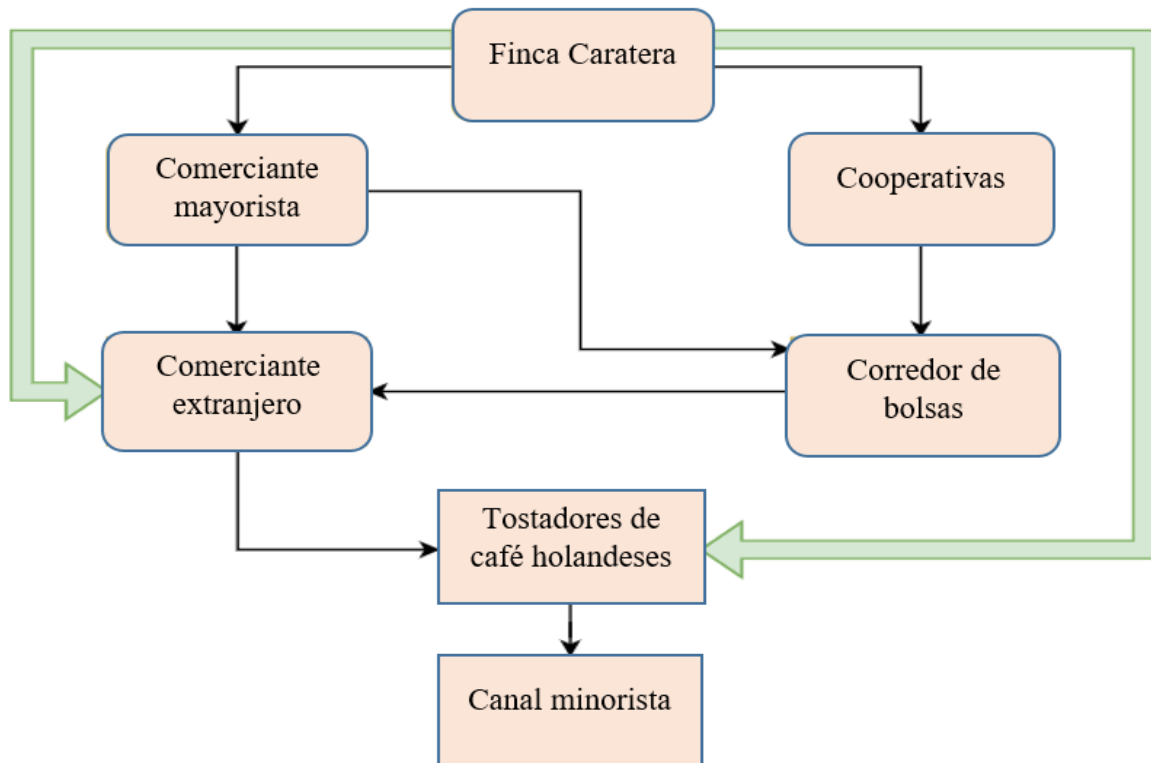 Finca Caratera
Comerciante
mayorista
Cooperativas
Comerciante
extranjero
Corredor de
bolsas
Tostadores de
café holandeses
Canal minorista